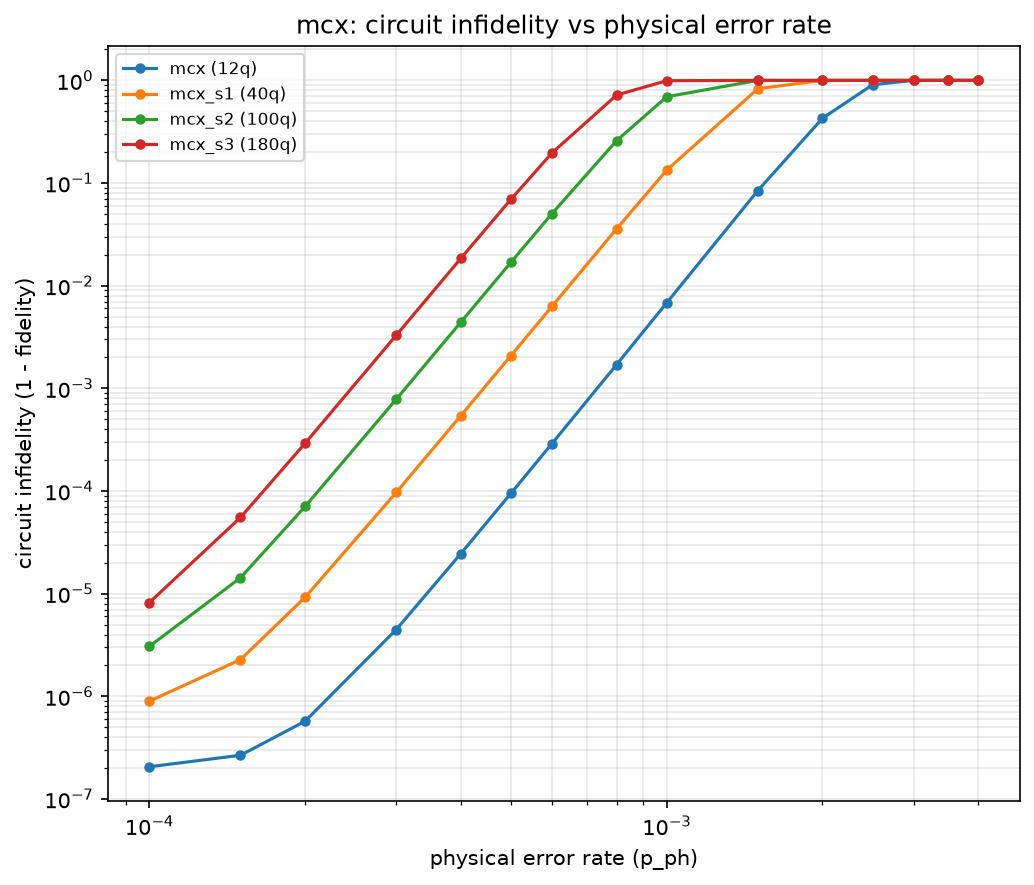 mcx: circuit infidelity vs physical error rate
mcx (12q)
mcx_s1 (40q)
mcx_s2 (100q)
mcx_s3 (180q)
circuit infidelity (1 - fidelity)
10⁰
10⁻¹
10⁻²
10⁻³
10⁻⁴
10⁻⁵
10⁻⁶
10⁻⁷
10⁻⁴
10⁻³
physical error rate (p_ph)